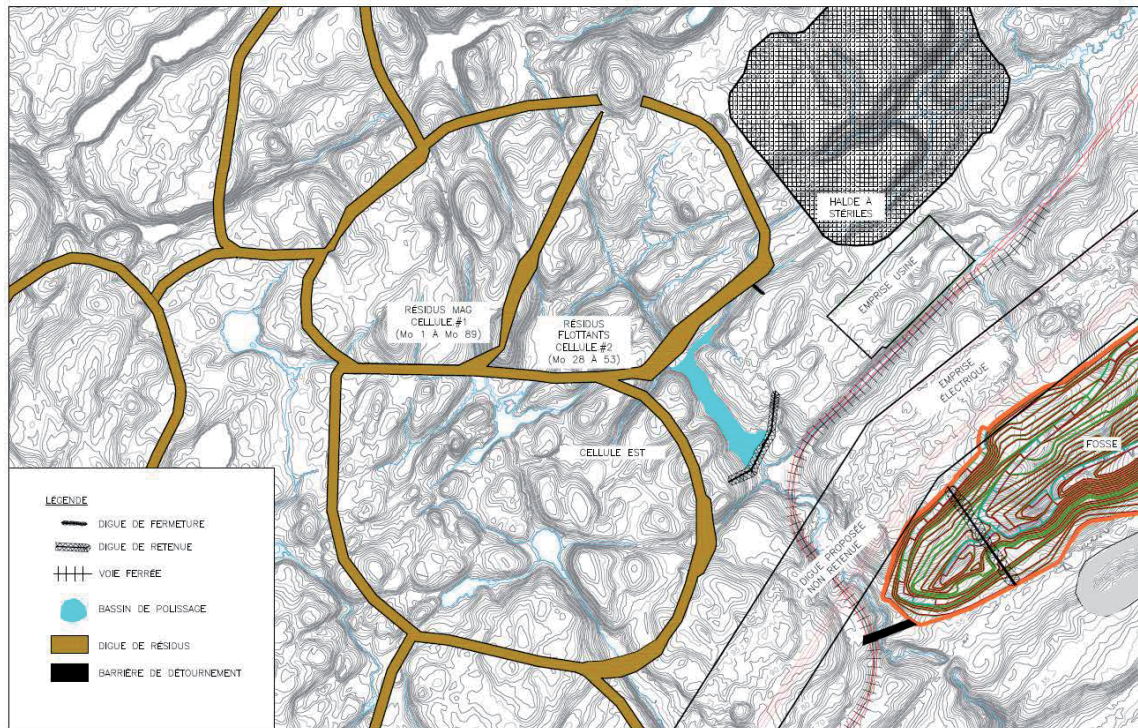 HALDE À
STÉRILES
EMPRISE USINE
RÉSIDUS MAG
CELLULE #1
(Mo 1 À Mo 89)
RÉSIDUS
FLOTTANTS
CELLULE #2
(Mo 28 À 53)
EMPRISE
ÉLECTRIQUE
FOSSE
CELLULE EST
DIGUE PROPOSÉE
NON RETENUE
LÉGENDE
DIGUE DE FERMETURE
DIGUE DE RETENUE
VOIE FERRÉE
BASSIN DE POLISSAGE
DIGUE DE RÉSIDUS
BARRIÈRE DE DÉTOURNEMENT